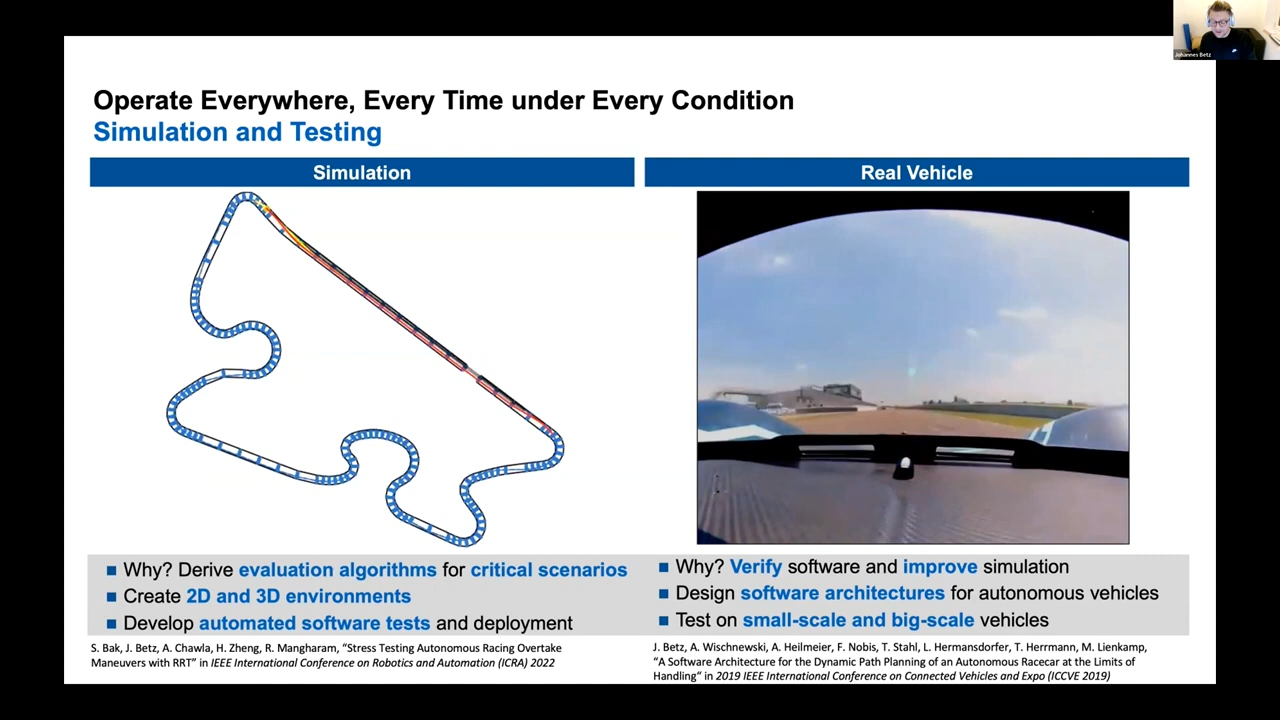 Johannes Betz
Operate Everywhere, Every Time under Every Condition
Simulation and Testing
Simulation
Real Vehicle
■ Why? Derive evaluation algorithms for critical scenarios
■ Create 2D and 3D environments
■ Develop automated software tests and deployment
■ Why? Verify software and improve simulation
■ Design software architectures for autonomous vehicles
■ Test on small-scale and big-scale vehicles
S. Bak, J. Betz, A. Chawla, H. Zheng, R. Mangharam, “Stress Testing Autonomous Racing Overtake
Maneuvers with RRT” in IEEE International Conference on Robotics and Automation (ICRA) 2022
J. Betz, A. Wischnewski, A. Heilmeier, F. Nobis, T. Stahl, L. Hermansdorfer, T. Herrmann, M. Lienkamp,
“A Software Architecture for the Dynamic Path Planning of an Autonomous Racecar at the Limits of
Handling“ in 2019 IEEE International Conference on Connected Vehicles and Expo (ICCVE 2019)